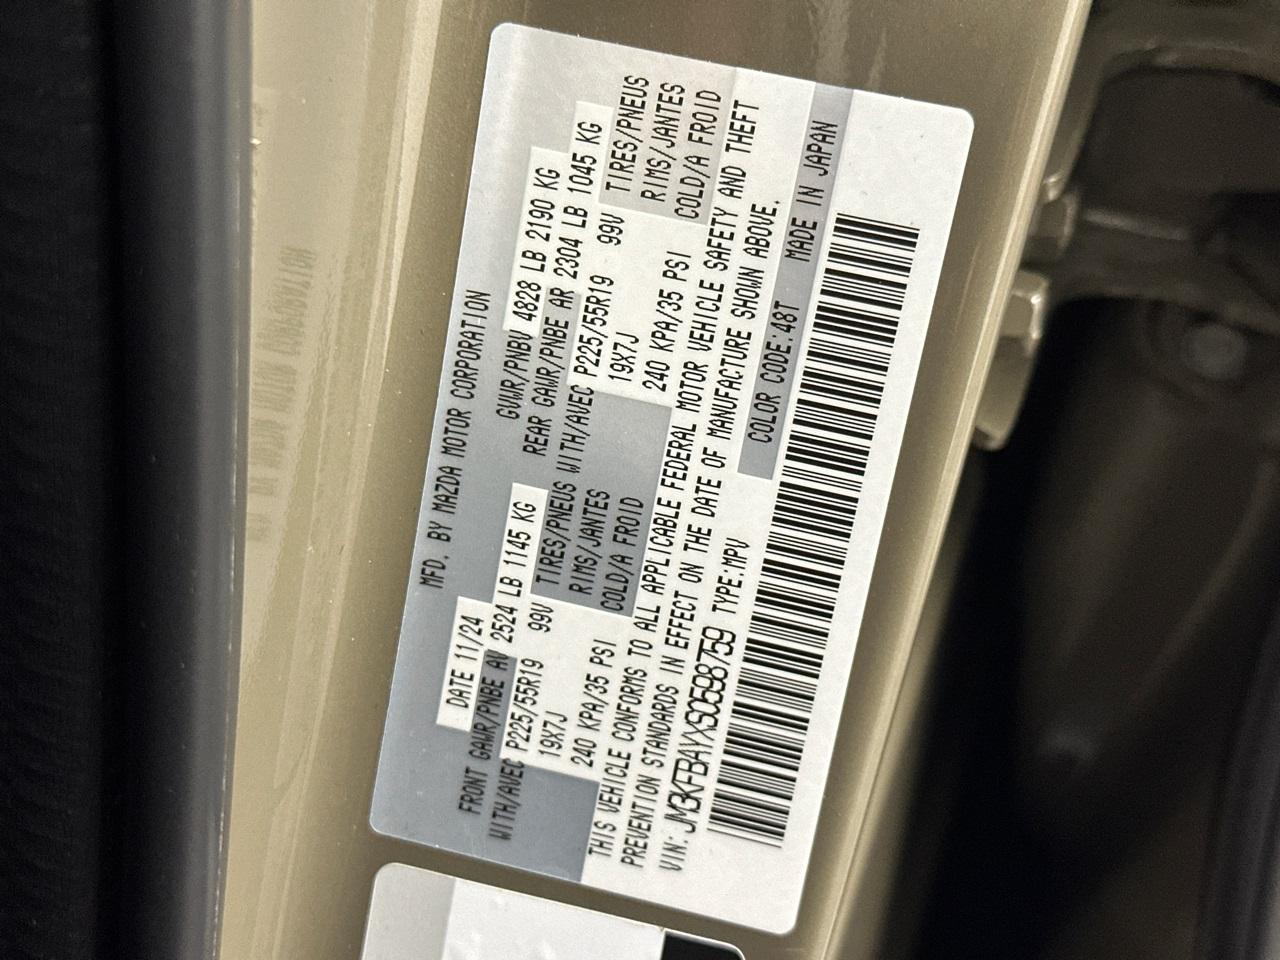 MFD. BY MAZDA MOTOR CORPORATION
DATE 11/24 GVWR/PNBV 4828 LB 2190 KG
FRONT GAWR/PNBE AV 2524 LB 1145 KG REAR GAWR/PNBE AR 2304 LB 1045 KG
WITH/AVEC P225/55R19 99V TIRES/PNEUS WITH/AVEC P225/55R19 99V TIRES/PNEUS
19X7J RIMS/JANTES 19X7J RIMS/JANTES
240 KPA/35 PSI COLD/A FROID 240 KPA/35 PSI COLD/A FROID
THIS VEHICLE CONFORMS TO ALL APPLICABLE FEDERAL MOTOR VEHICLE SAFETY AND THEFT
PREVENTION STANDARDS IN EFFECT ON THE DATE OF MANUFACTURE SHOWN ABOVE.
VIN: JM3KFBAYXS0598759 TYPE:MPV COLOR CODE:48T MADE IN JAPAN